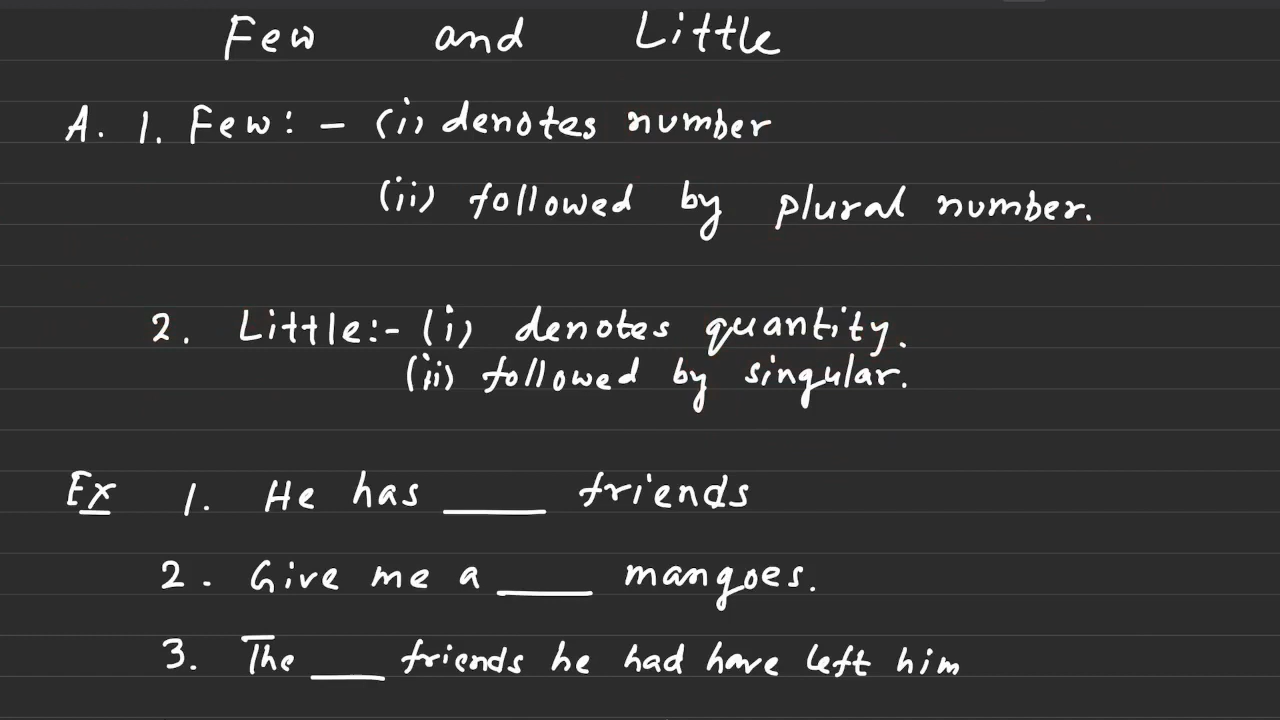 Few and Little
A. 1. Few: - (i) denotes number
(ii) followed by plural number.
2. Little:- (i) denotes quantity.
(ii) followed by singular.
Ex 1. He has ____ friends
2. Give me a ____ mangoes.
3. The ____ friends he had have left him